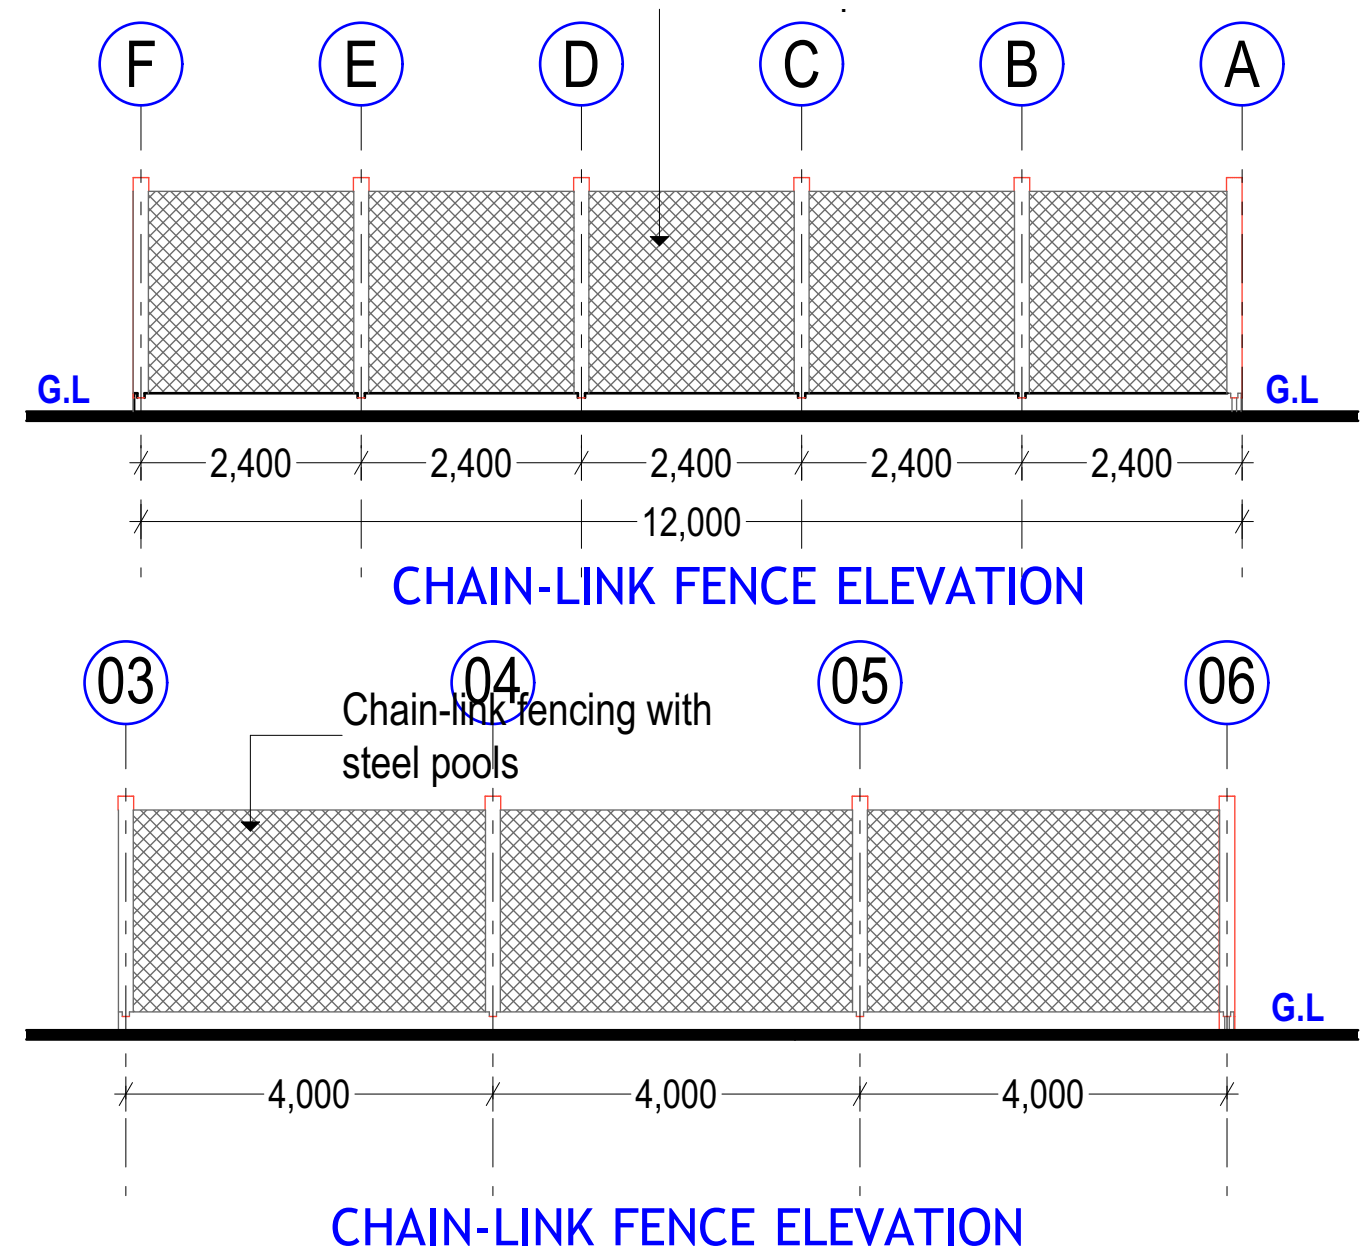 F E D C B A
G.L G.L
2,400 2,400 2,400 2,400 2,400
12,000
CHAIN-LINK FENCE ELEVATION
03 04 05 06
Chain-link fencing with
steel pools
G.L
4,000 4,000 4,000
CHAIN-LINK FENCE ELEVATION